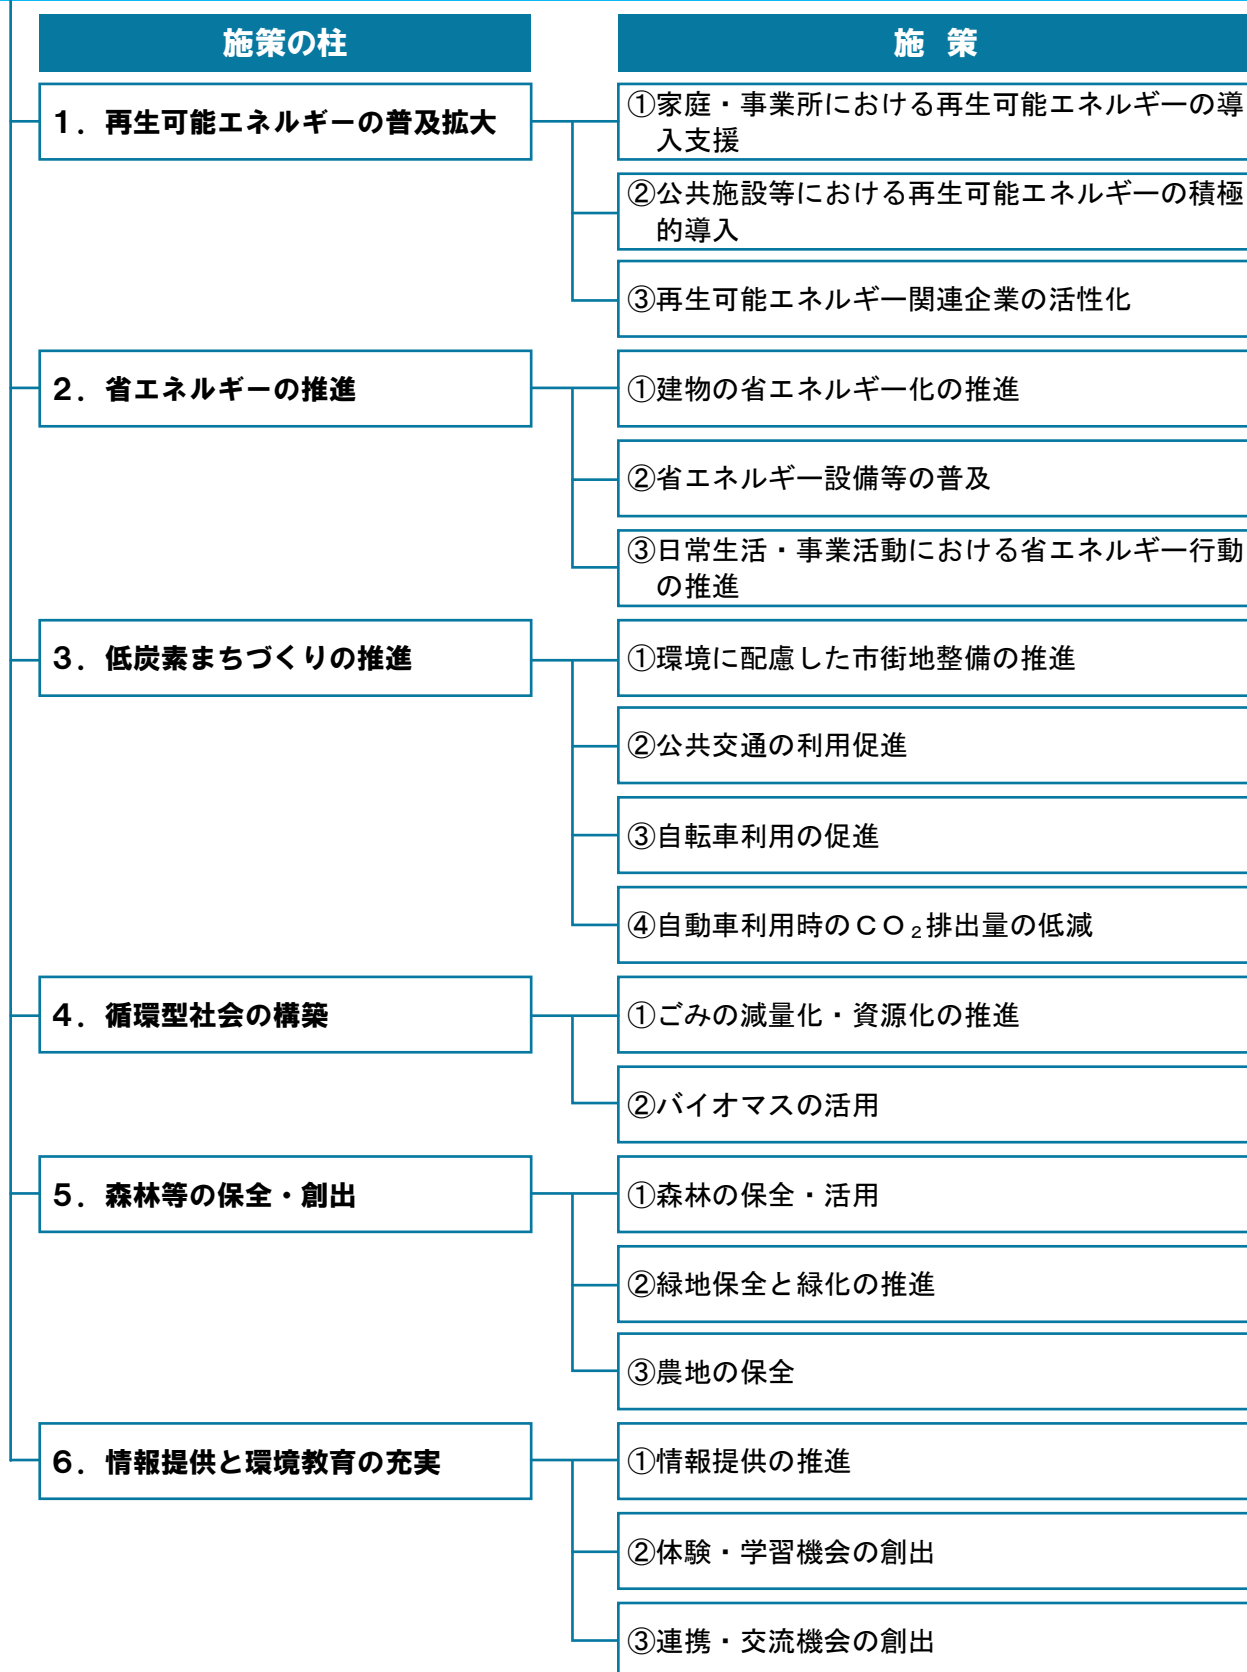 施策の柱
施 策
１．再生可能エネルギーの普及拡大
①家庭・事業所における再生可能エネルギーの導
入支援
②公共施設等における再生可能エネルギーの積極
的導入
③再生可能エネルギー関連企業の活性化
２．省エネルギーの推進
①建物の省エネルギー化の推進
②省エネルギー設備等の普及
③日常生活・事業活動における省エネルギー行動
の推進
３．低炭素まちづくりの推進
①環境に配慮した市街地整備の推進
②公共交通の利用促進
③自転車利用の促進
④自動車利用時のＣＯ₂排出量の低減
４．循環型社会の構築
①ごみの減量化・資源化の推進
②バイオマスの活用
５．森林等の保全・創出
①森林の保全・活用
②緑地保全と緑化の推進
③農地の保全
６．情報提供と環境教育の充実
①情報提供の推進
②体験・学習機会の創出
③連携・交流機会の創出